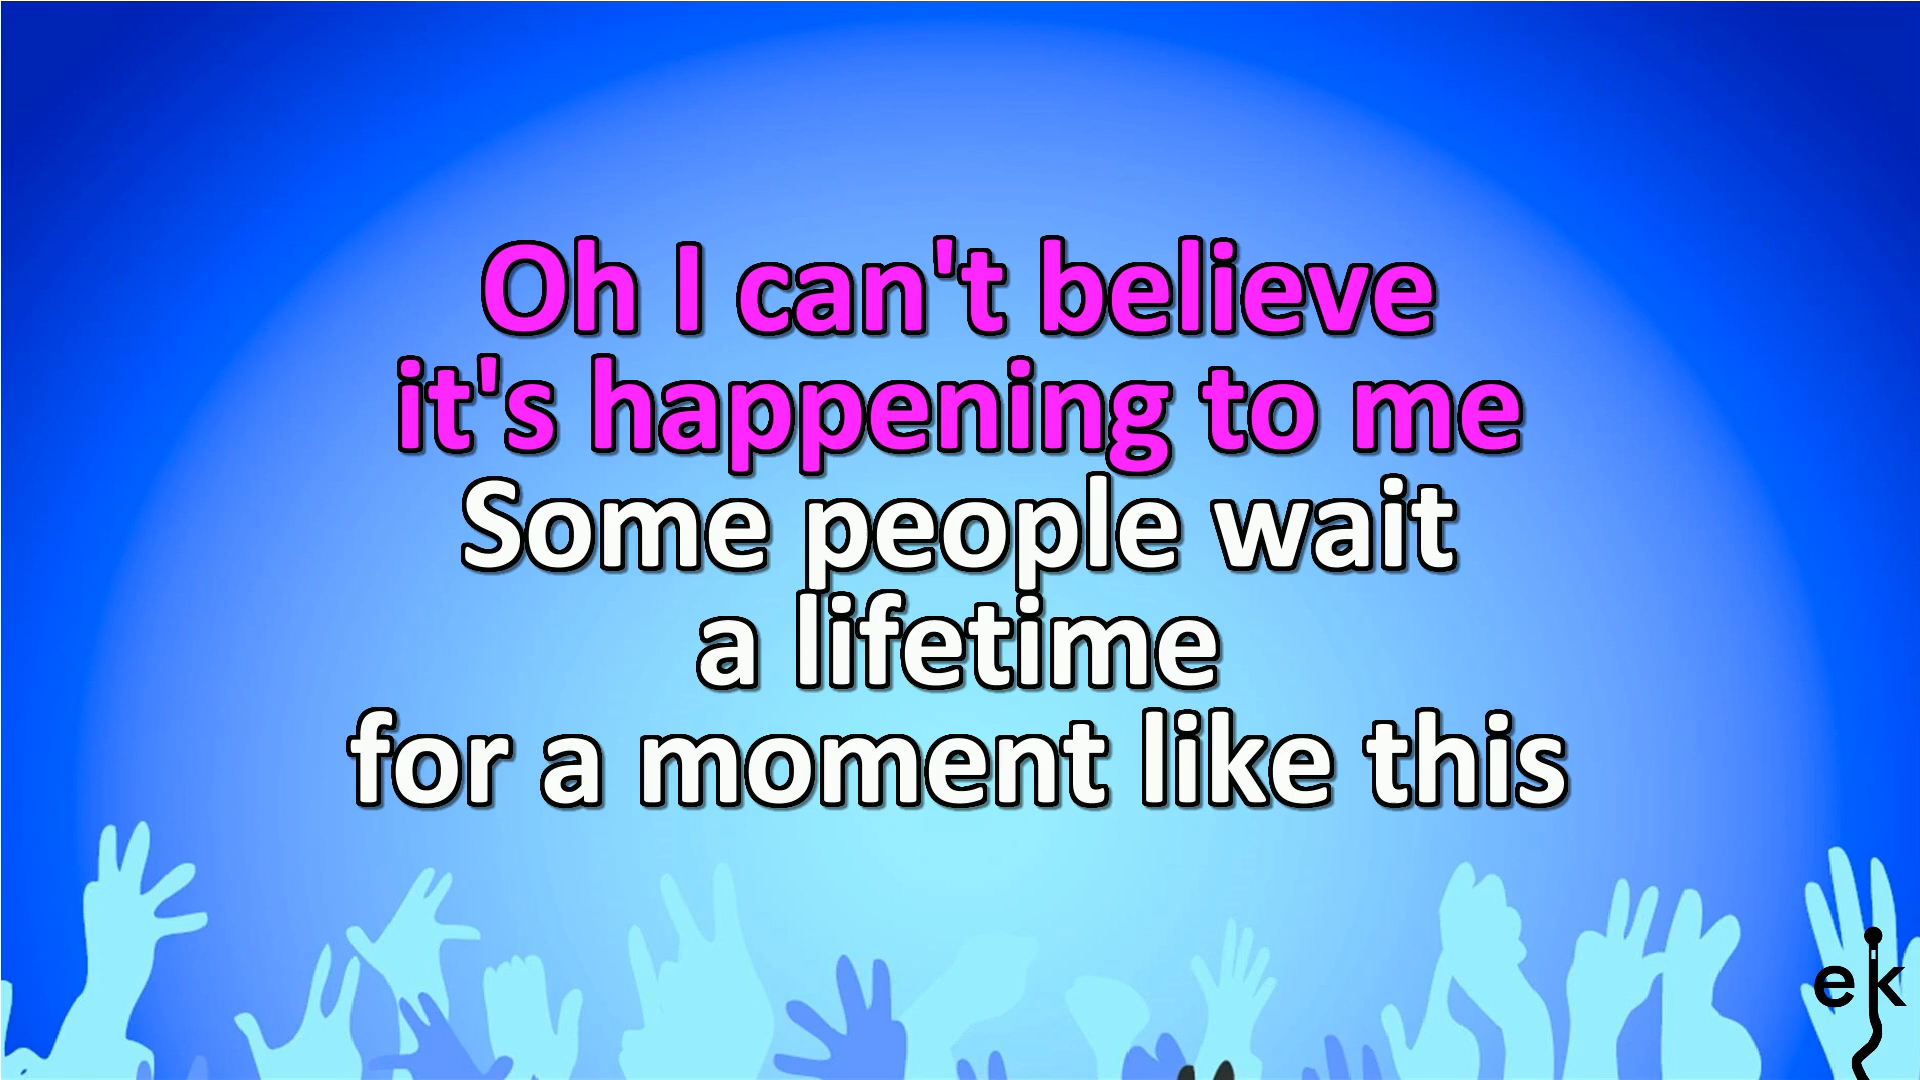 Oh I can't believe
it's happening to me
Some people wait
a lifetime
for a moment like this
ek